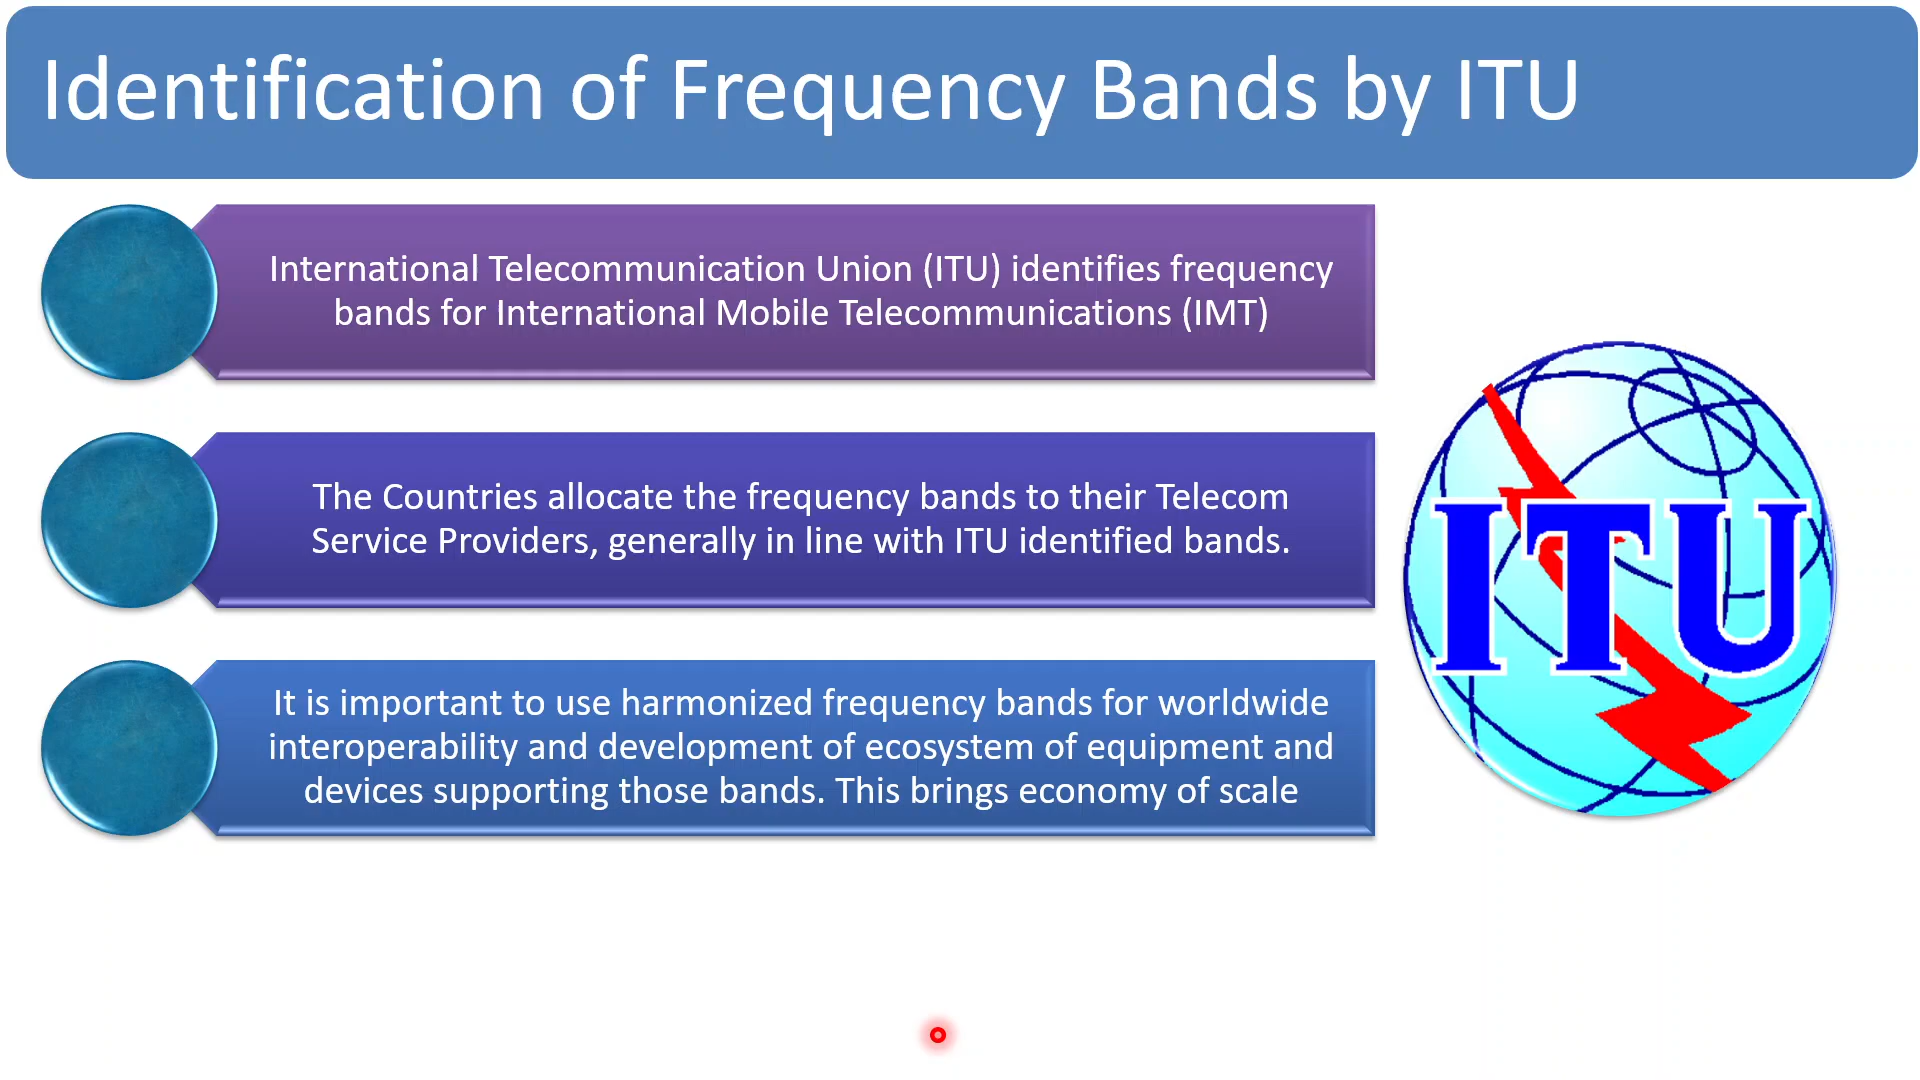 Identification of Frequency Bands by ITU
International Telecommunication Union (ITU) identifies frequency
bands for International Mobile Telecommunications (IMT)
The Countries allocate the frequency bands to their Telecom
Service Providers, generally in line with ITU identified bands.
It is important to use harmonized frequency bands for worldwide
interoperability and development of ecosystem of equipment and
devices supporting those bands. This brings economy of scale
ITU